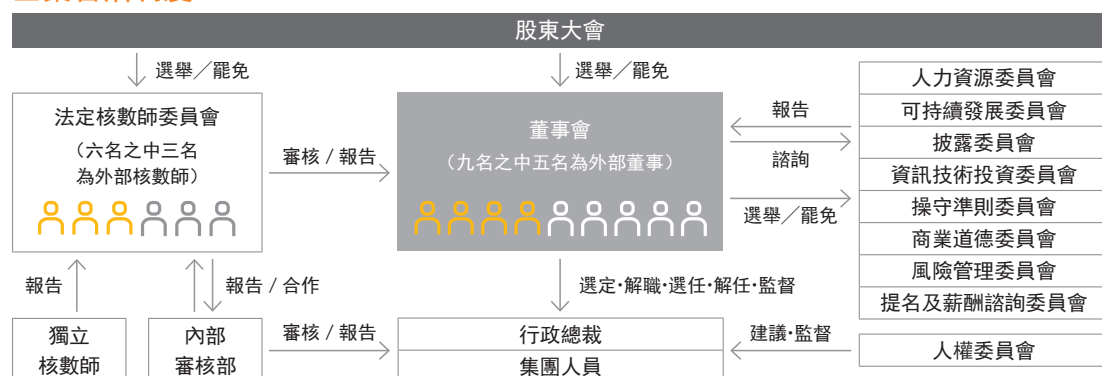 股東大會
選舉／罷免
選舉／罷免
法定核數師委員會
（六名之中三名
為外部核數師）
審核 / 報告
董事會
（九名之中五名為外部董事）
報告
諮詢
選舉／罷免
人力資源委員會
可持續發展委員會
披露委員會
資訊技術投資委員會
操守準則委員會
商業道德委員會
風險管理委員會
提名及薪酬諮詢委員會
報告
報告 / 合作
選定･解職･選任･解任･監督
獨立
核數師
內部
審核部
審核 / 報告
行政總裁
集團人員
建議･監督
人權委員會